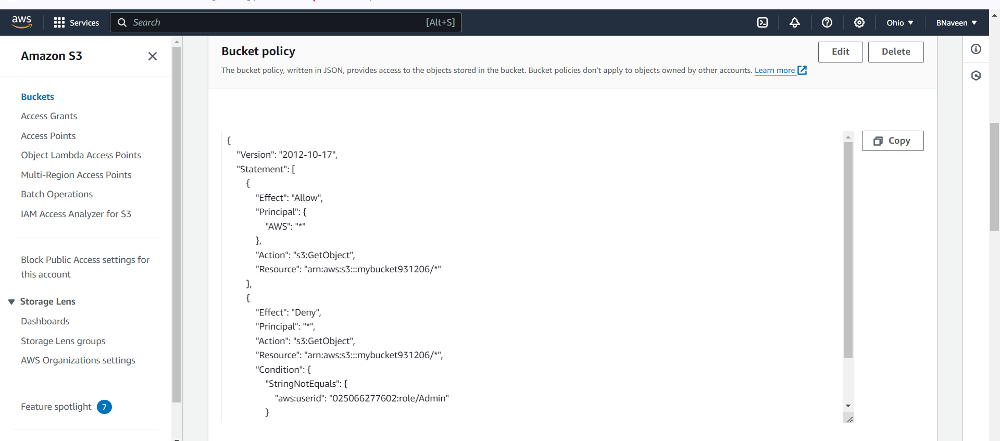 aws
Services
Search
[Alt+S]
Ohio ▼
BNaveen ▼
Amazon S3
Buckets
Access Grants
Access Points
Object Lambda Access Points
Multi-Region Access Points
Batch Operations
IAM Access Analyzer for S3
Block Public Access settings for
this account
Storage Lens
Dashboards
Storage Lens groups
AWS Organizations settings
Feature spotlight 7
Bucket policy
Edit
Delete
The bucket policy, written in JSON, provides access to the objects stored in the bucket. Bucket policies don't apply to objects owned by other accounts. Learn more
Copy
{
"Version": "2012-10-17",
"Statement": [
{
"Effect": "Allow",
"Principal": {
"AWS": "*"
},
"Action": "s3:GetObject",
"Resource": "arn:aws:s3:::mybucket931206/*"
},
{
"Effect": "Deny",
"Principal": "*",
"Action": "s3:GetObject",
"Resource": "arn:aws:s3:::mybucket931206/*",
"Condition": {
"StringNotEquals": {
"aws:userid": "025066277602:role/Admin"
}